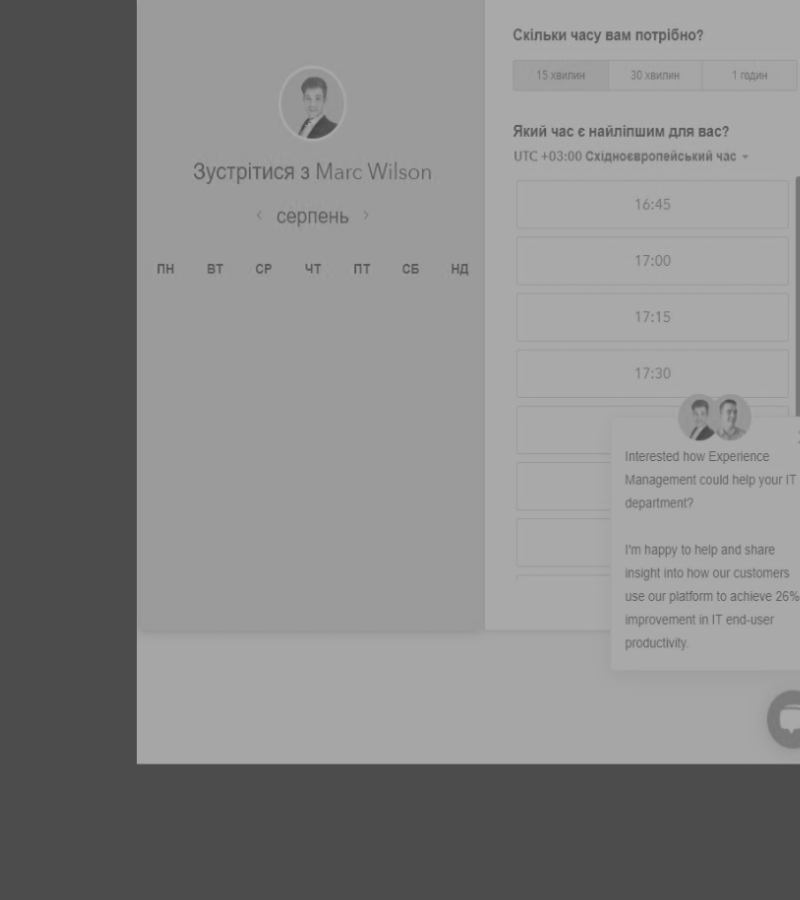 Зустрітися з Marc Wilson
серпень
ПН ВТ СР ЧТ ПТ СБ НД
Скільки часу вам потрібно?
15 хвилин 30 хвилин 1 годин
Який час є найліпшим для вас?
UTC +03:00 Східноєвропейський час
16:45
17:00
17:15
17:30
Interested how Experience
Management could help your IT
department?
I'm happy to help and share
insight into how our customers
use our platform to achieve 26%
improvement in IT end-user
productivity.